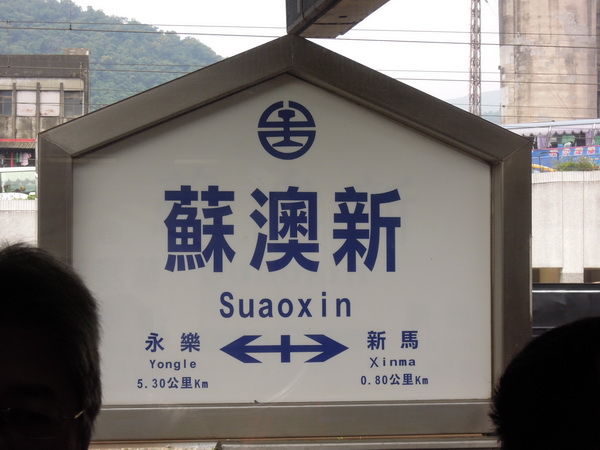 蘇澳新
Suaoxin
永樂
Yongle
5.30公里Km
新馬
Xinma
0.80公里Km